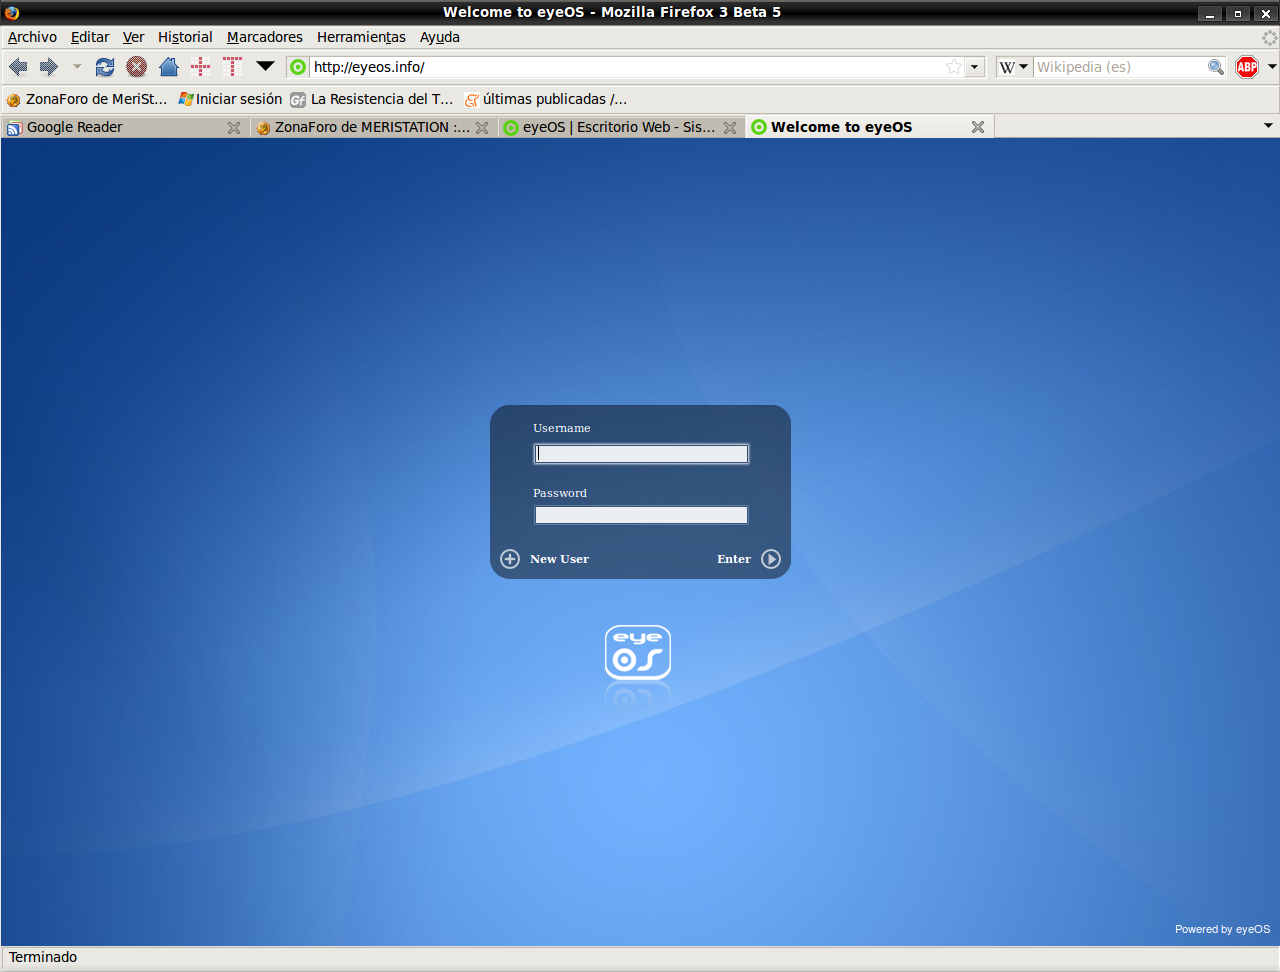 Welcome to eyeOS - Mozilla Firefox 3 Beta 5
Archivo Editar Ver Historial Marcadores Herramientas Ayuda
http://eyeos.info/ W Wikipedia (es) ABP
ZonaForo de MeriSt... Iniciar sesión Gf La Resistencia del T... últimas publicadas /...
Google Reader ZonaForo de MERISTATION :... eyeOS | Escritorio Web - Sis... Welcome to eyeOS
Username
Password
New User Enter
eye
OS
Powered by eyeOS
Terminado